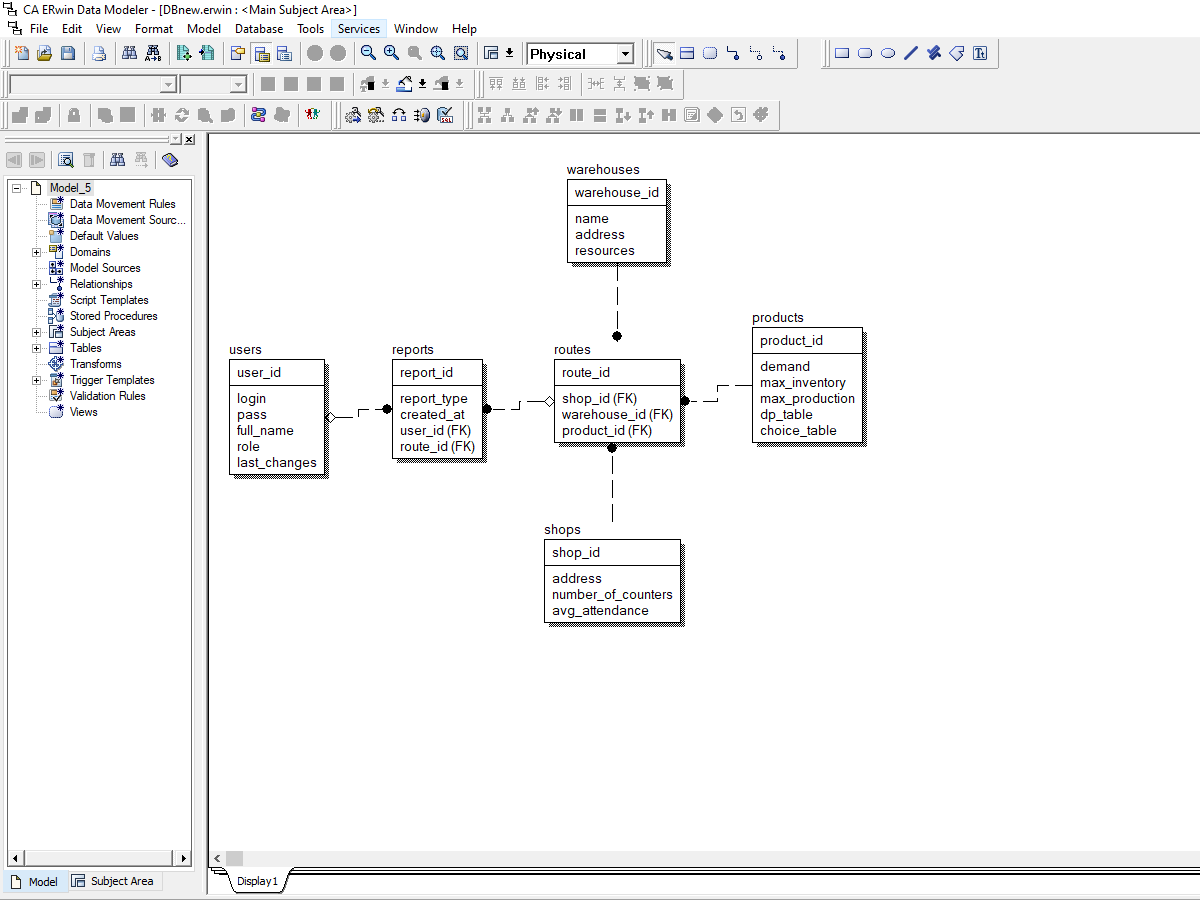 CA ERwin Data Modeler - [DBnew.erwin : <Main Subject Area>]
File Edit View Format Model Database Tools Services Window Help
Physical
Model_5
Data Movement Rules
Data Movement Sourc...
Default Values
Domains
Model Sources
Relationships
Script Templates
Stored Procedures
Subject Areas
Tables
Transforms
Trigger Templates
Validation Rules
Views
Model
Subject Area
warehouses
warehouse_id
name
address
resources
users
user_id
login
pass
full_name
role
last_changes
reports
report_id
report_type
created_at
user_id (FK)
route_id (FK)
routes
route_id
shop_id (FK)
warehouse_id (FK)
product_id (FK)
products
product_id
demand
max_inventory
max_production
dp_table
choice_table
shops
shop_id
address
number_of_counters
avg_attendance
Display1